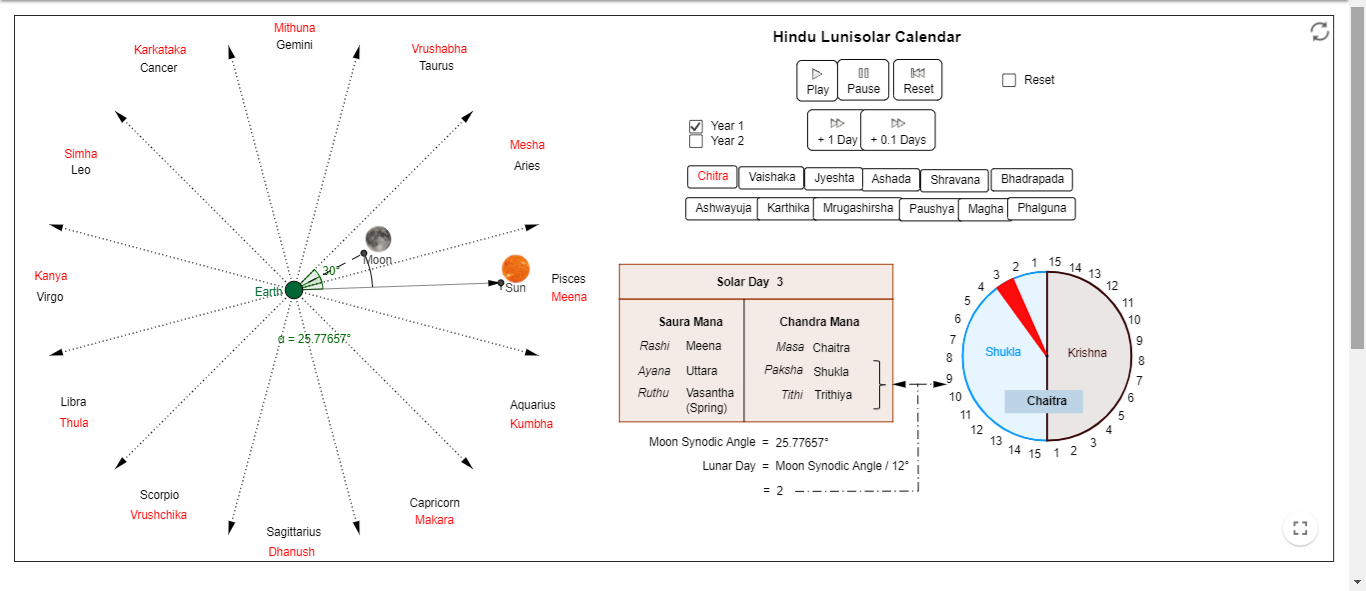 Hindu Lunisolar Calendar
Play
Pause
Reset
Reset
Year 1
Year 2
+ 1 Day
+ 0.1 Days
Chitra
Vaishaka
Jyeshta
Ashada
Shravana
Bhadrapada
Ashwayuja
Karthika
Mrugashirsha
Paushya
Magha
Phalguna
Mithuna
Gemini
Karkataka
Cancer
Vrushabha
Taurus
Simha
Leo
Mesha
Aries
Kanya
Virgo
Pisces
Meena
Libra
Thula
Aquarius
Kumbha
Scorpio
Vrushchika
Capricorn
Makara
Sagittarius
Dhanush
30°
Moon
Earth
Sun
α = 25.77657°
Solar Day 3
Saura Mana
Rashi Meena
Ayana Uttara
Ruthu Vasantha
(Spring)
Chandra Mana
Masa Chaitra
Paksha Shukla
Tithi Trithiya
Moon Synodic Angle = 25.77657°
Lunar Day = Moon Synodic Angle / 12°
= 2
1
2
3
4
5
6
7
8
9
10
11
12
13
14
15
1
2
3
4
5
6
7
8
9
10
11
12
13
14
15
Shukla
Krishna
Chaitra